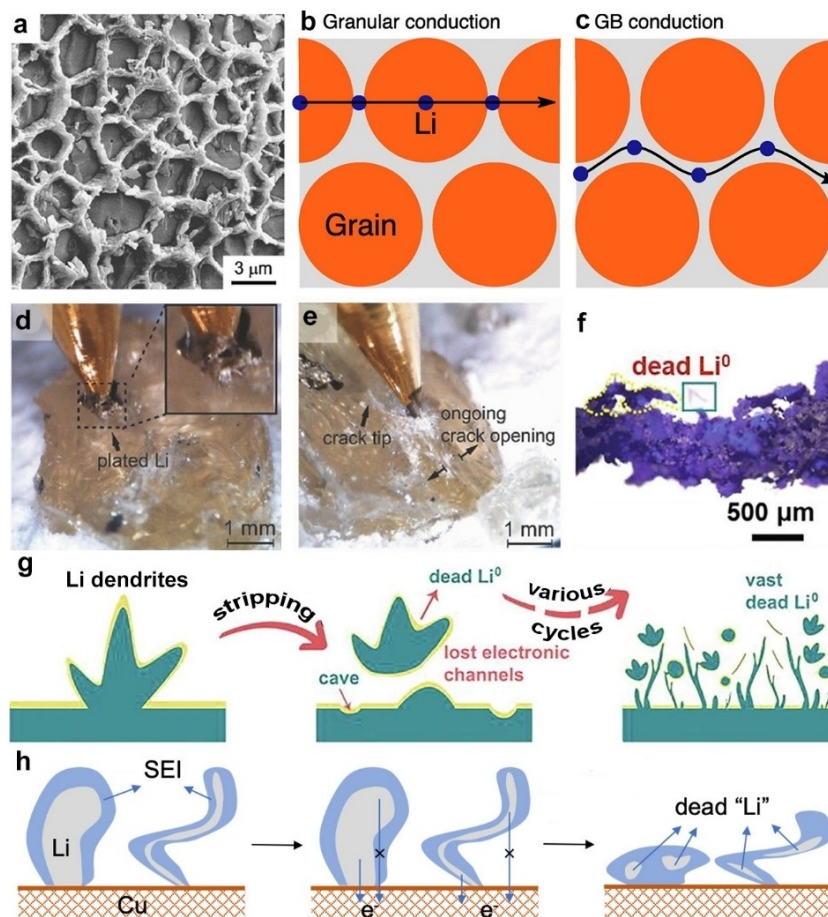 a
3 μm
b Granular conduction
Li
Grain
c GB conduction
d
plated Li
1 mm
e
crack tip
ongoing
crack opening
1 mm
f
dead Li⁰
500 μm
g
Li dendrites
stripping
dead Li⁰
lost electronic
channels
cave
various
cycles
vast
dead Li⁰
h
SEI
Li
Cu
×
×
e⁻
e⁻
dead "Li"